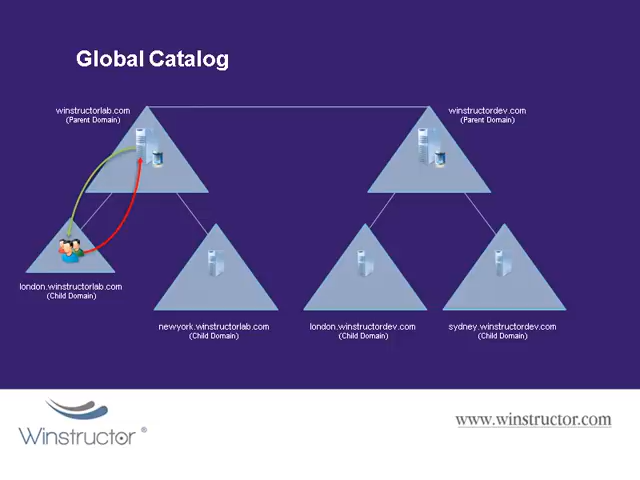 Global Catalog
winstructorlab.com
(Parent Domain)
winstructordev.com
(Parent Domain)
london.winstructorlab.com
(Child Domain)
newyork.winstructorlab.com
(Child Domain)
london.winstructordev.com
(Child Domain)
sydney.winstructordev.com
(Child Domain)
Winstructor ®
www.winstructor.com